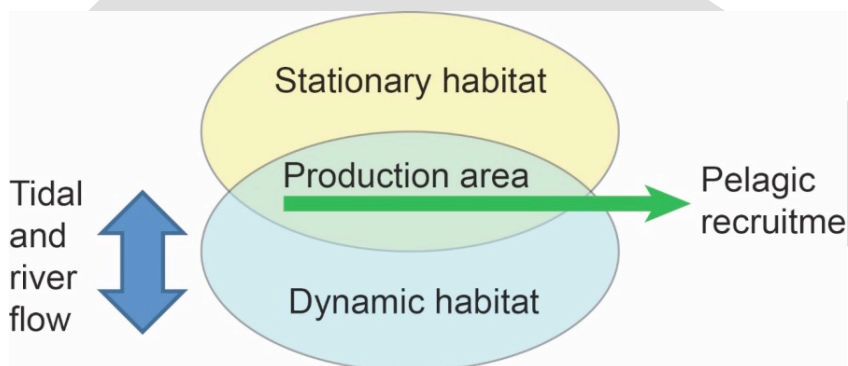 Stationary habitat
Production area
Tidal
and
river
flow
Pelagic
recruitme
Dynamic habitat